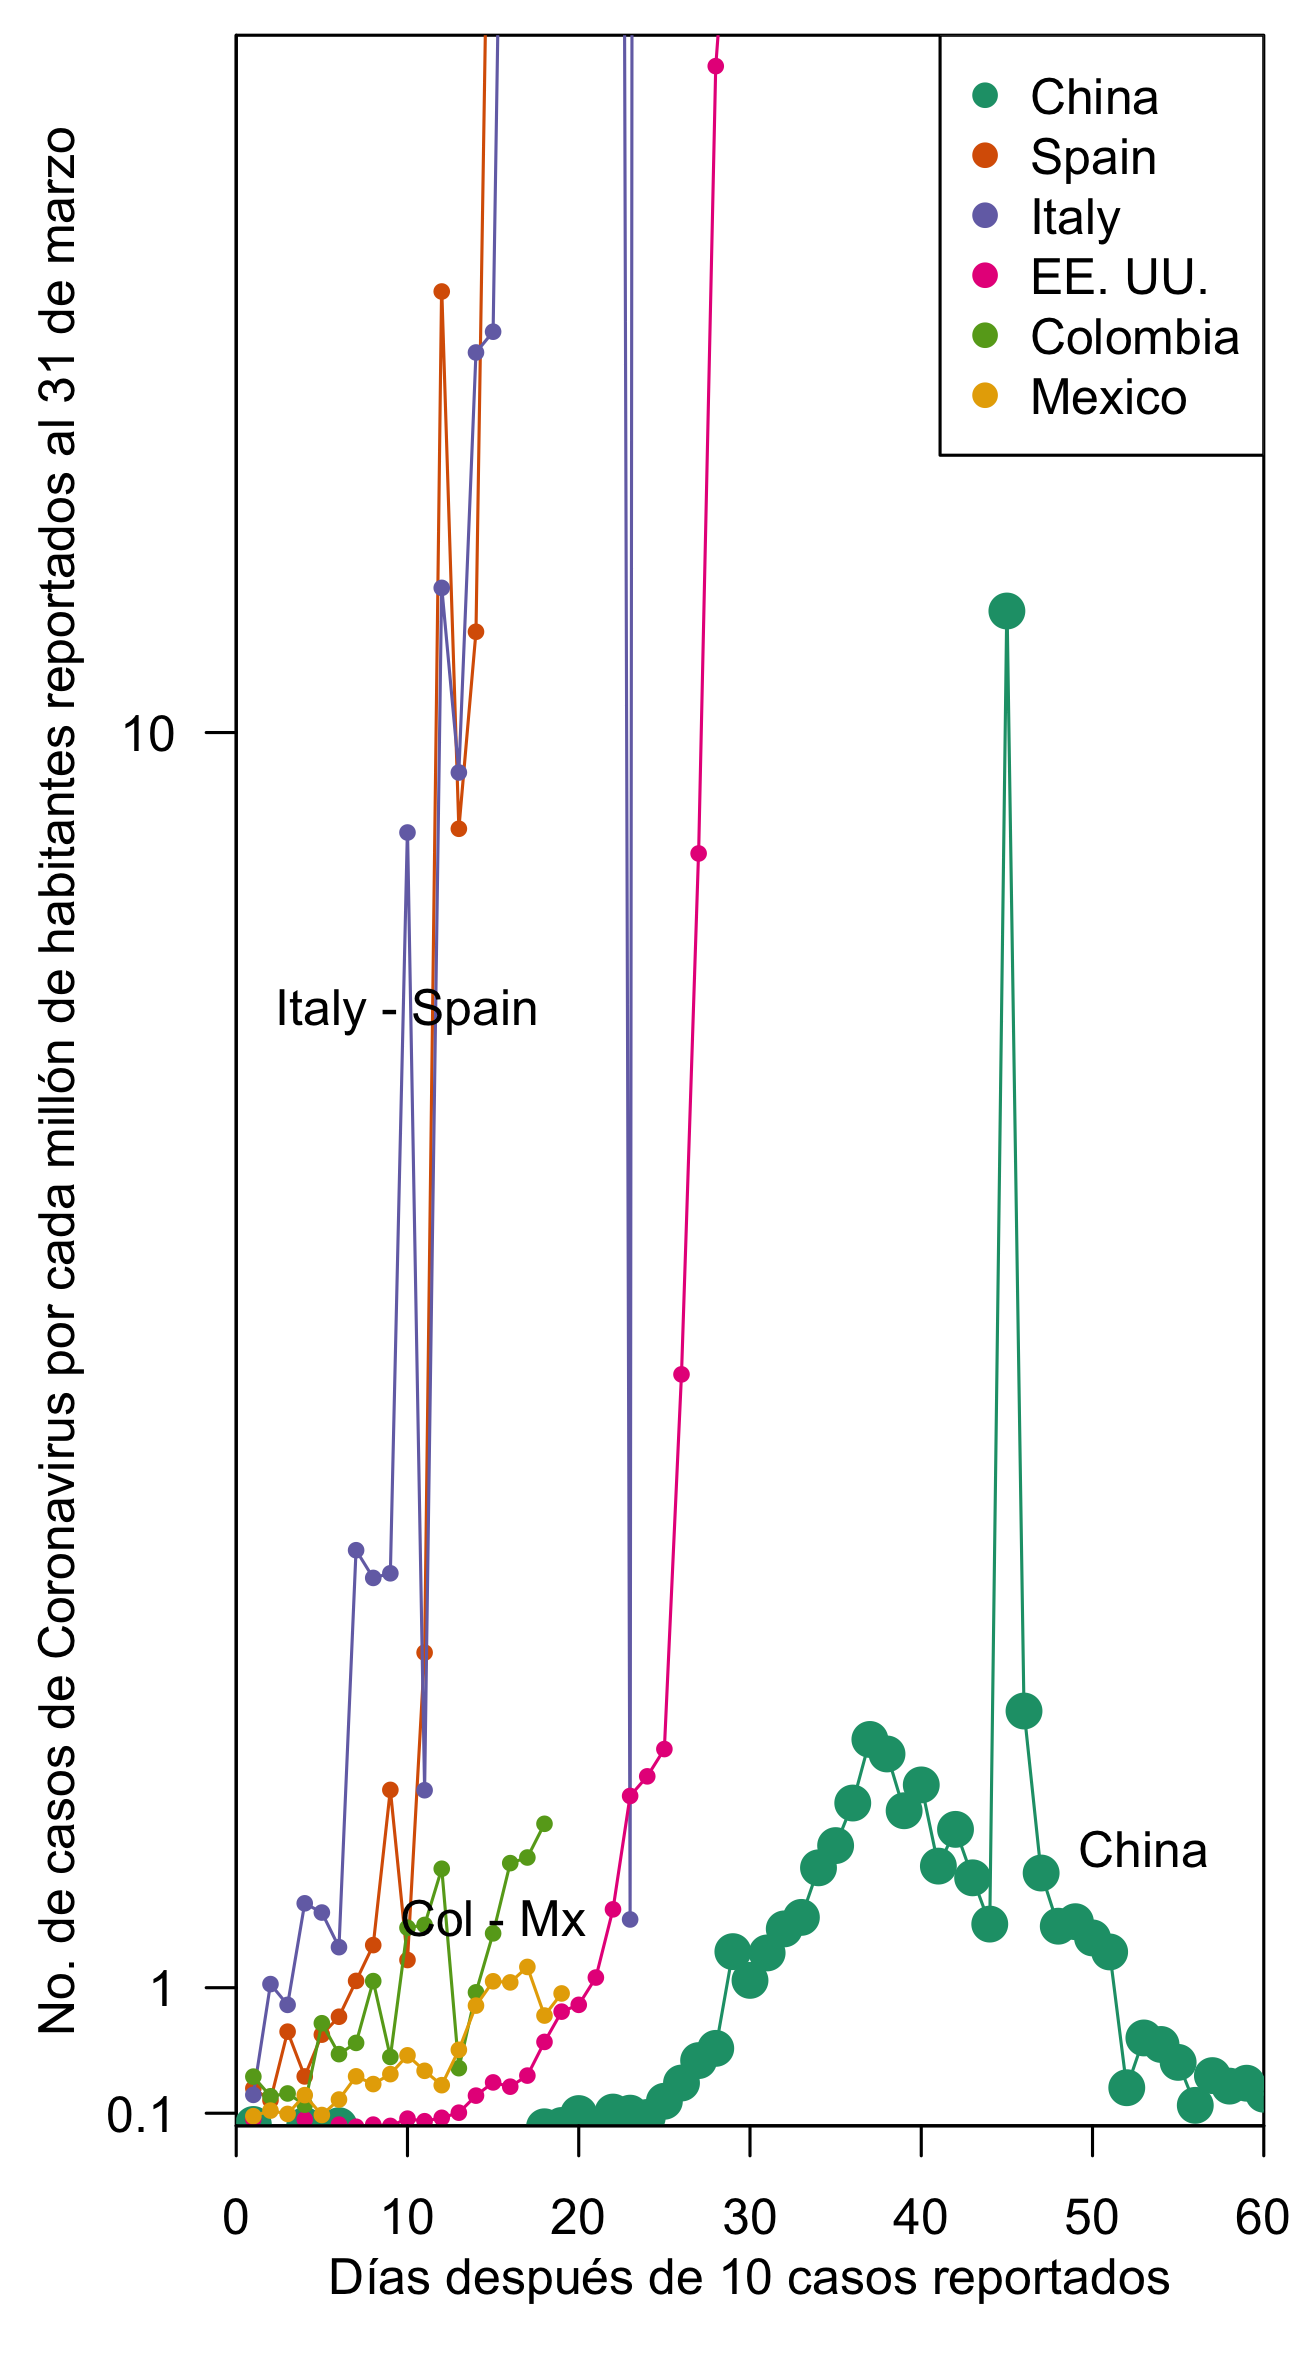 No. de casos de Coronavirus por cada millón de habitantes reportados al 31 de marzo
China
Spain
Italy
EE. UU.
Colombia
Mexico
10
Italy - Spain
China
Col - Mx
1
0.1
0 10 20 30 40 50 60
Días después de 10 casos reportados